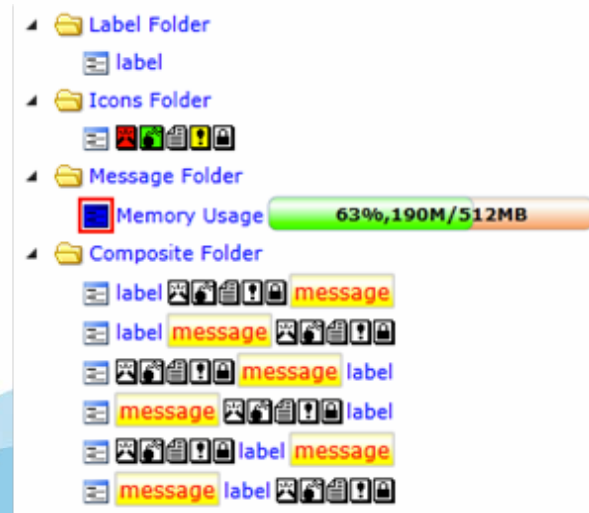 Label Folder
label
Icons Folder
Message Folder
Memory Usage 63%,190M/512MB
Composite Folder
label message
label message
message label
message label
label message
message label